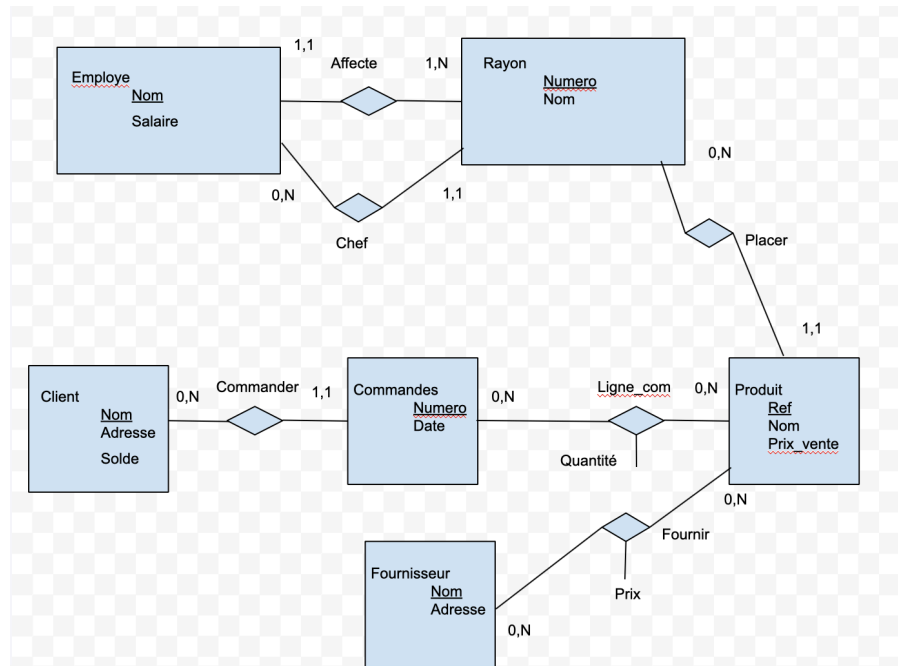 1,1
Affecte
1,N
Employe
Nom
Salaire
Rayon
Numero
Nom
0,N
0,N
1,1
Chef
Placer
1,1
Client
Nom
Adresse
Solde
0,N
Commander
1,1
Commandes
Numero
Date
0,N
Ligne_com
0,N
Quantité
Produit
Ref
Nom
Prix_vente
0,N
Fournir
Prix
Fournisseur
Nom
Adresse
0,N